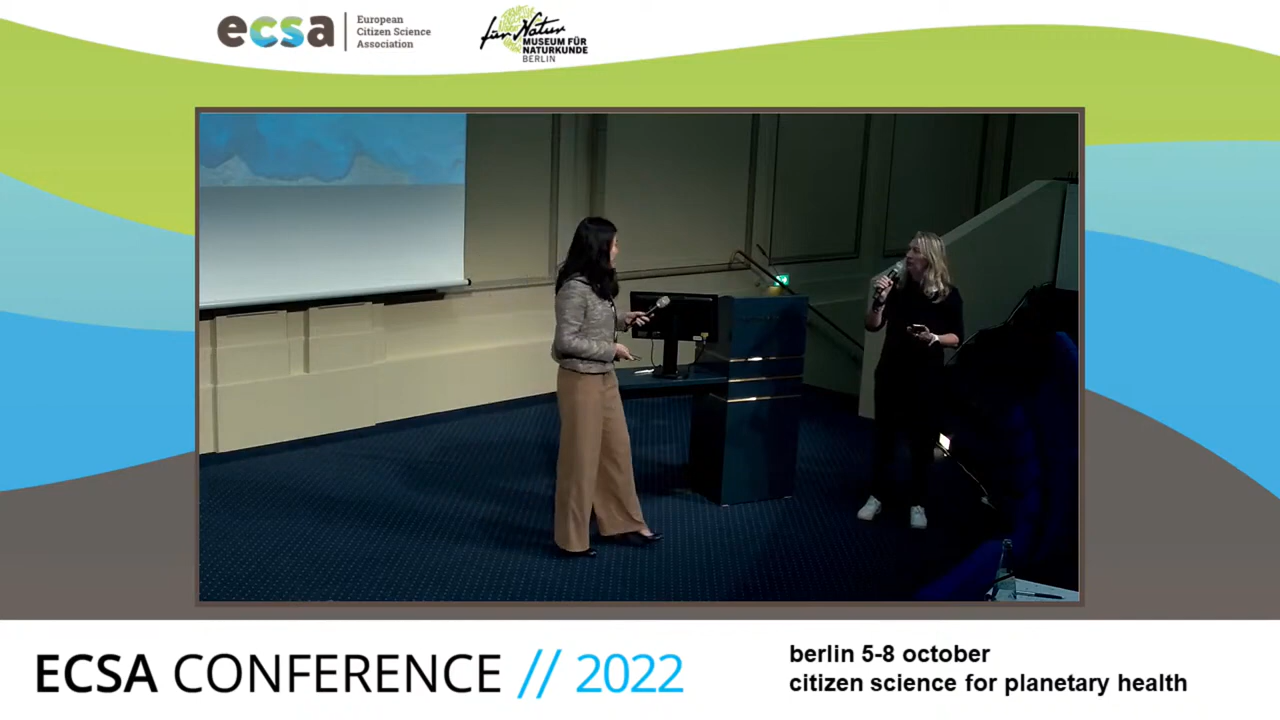 ecsa
European
Citizen Science
Association
für Natur
MUSEUM FÜR
NATURKUNDE
BERLIN
ECSA CONFERENCE // 2022
berlin 5-8 october
citizen science for planetary health